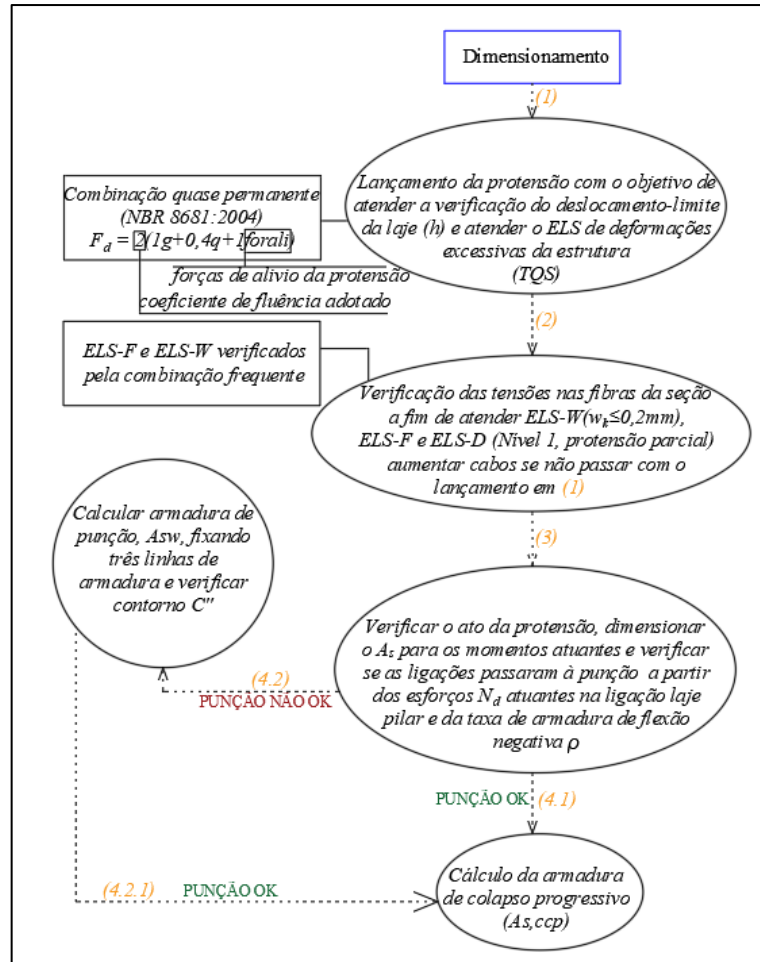 Dimensionamento
(1)
Lançamento da protensão com o objetivo de
atender a verificação do deslocamento-limite
da laje (h) e atender o ELS de deformações
excessivas da estrutura
(TQS)
Combinação quase permanente
(NBR 8681:2004)
F_d = 2(1g+0,4q+1forali)
forças de alivio da protensão
coeficiente de fluência adotado
(2)
ELS-F e ELS-W verificados
pela combinação frequente
Verificação das tensões nas fibras da seção
a fim de atender ELS-W(w_k≤0,2mm),
ELS-F e ELS-D (Nível 1, protensão parcial)
aumentar cabos se não passar com o
lançamento em (1)
(3)
Calcular armadura de
punção, Asw, fixando
três linhas de
armadura e verificar
contorno C"
Verificar o ato da protensão, dimensionar
o A_s para os momentos atuantes e verificar
se as ligações passaram à punção a partir
dos esforços N_d atuantes na ligação laje
pilar e da taxa de armadura de flexão
negativa ρ
(4.2)
PUNÇÃO NÃO OK
PUNÇÃO OK (4.1)
(4.2.1) PUNÇÃO OK
Cálculo da armadura
de colapso progressivo
(As,ccp)